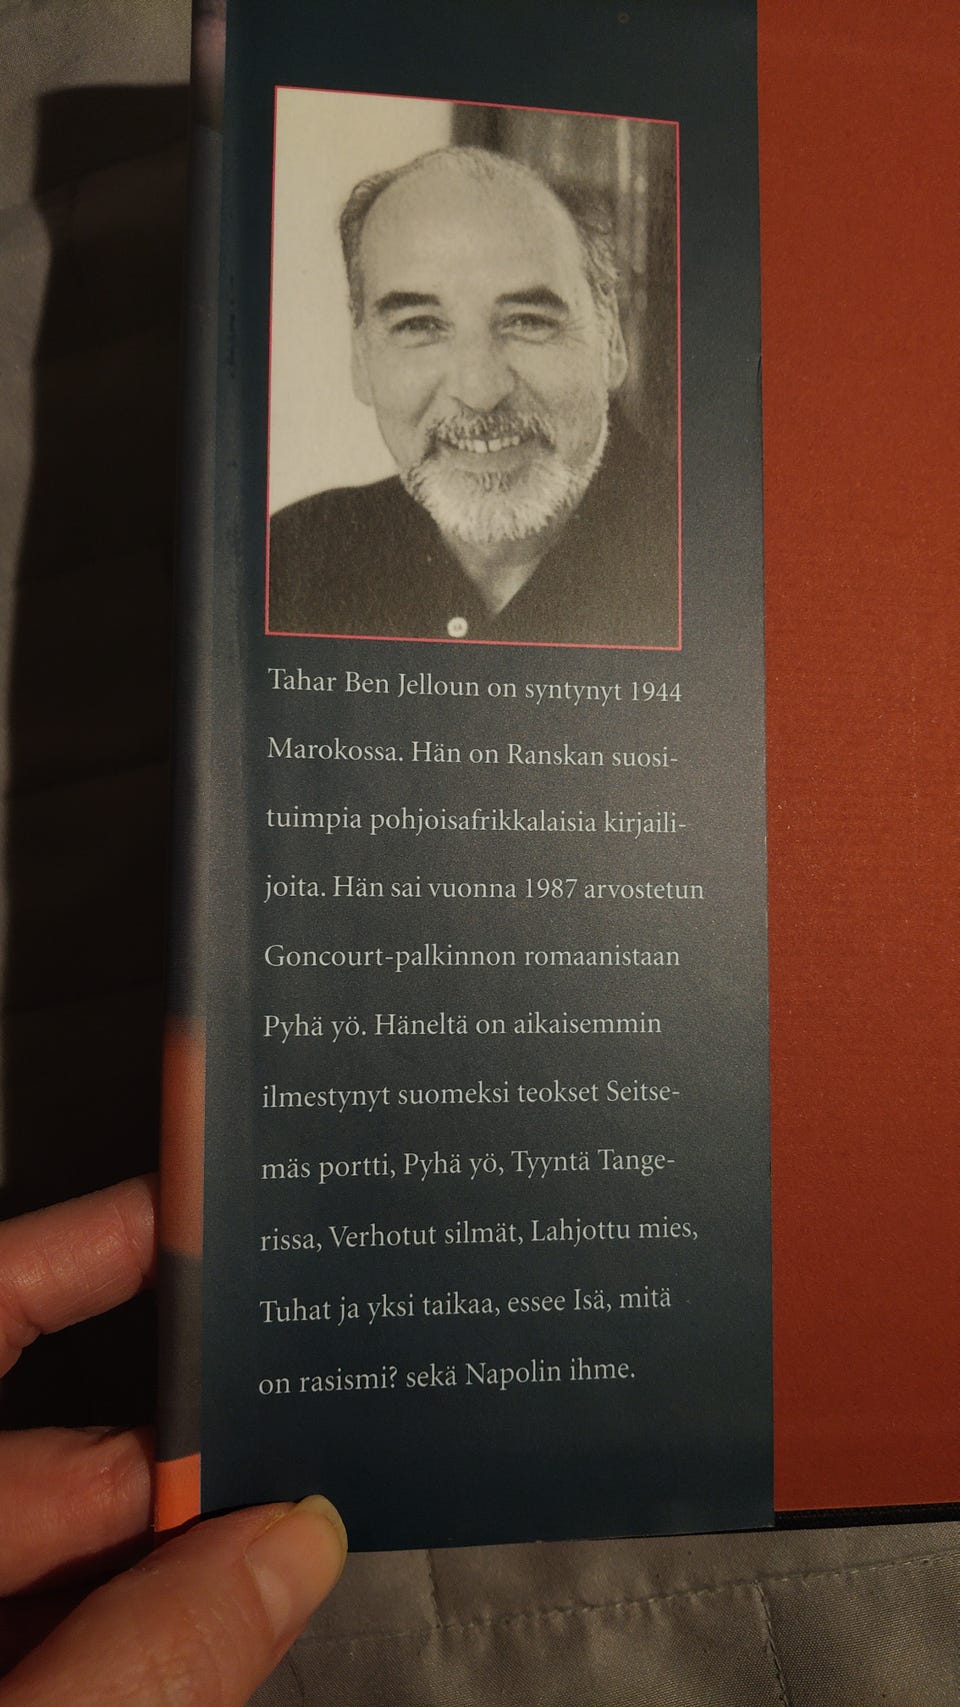 Tahar Ben Jelloun on syntynyt 1944
Marokossa. Hän on Ranskan suosi-
tuimpia pohjoisafrikkalaisia kirjaili-
joita. Hän sai vuonna 1987 arvostetun
Goncourt-palkinnon romaanistaan
Pyhä yö. Häneltä on aikaisemmin
ilmestynyt suomeksi teokset Seitse-
mäs portti, Pyhä yö, Tyyntä Tange-
rissa, Verhotut silmät, Lahjottu mies,
Tuhat ja yksi taikaa, essee Isä, mitä
on rasismi? sekä Napolin ihme.